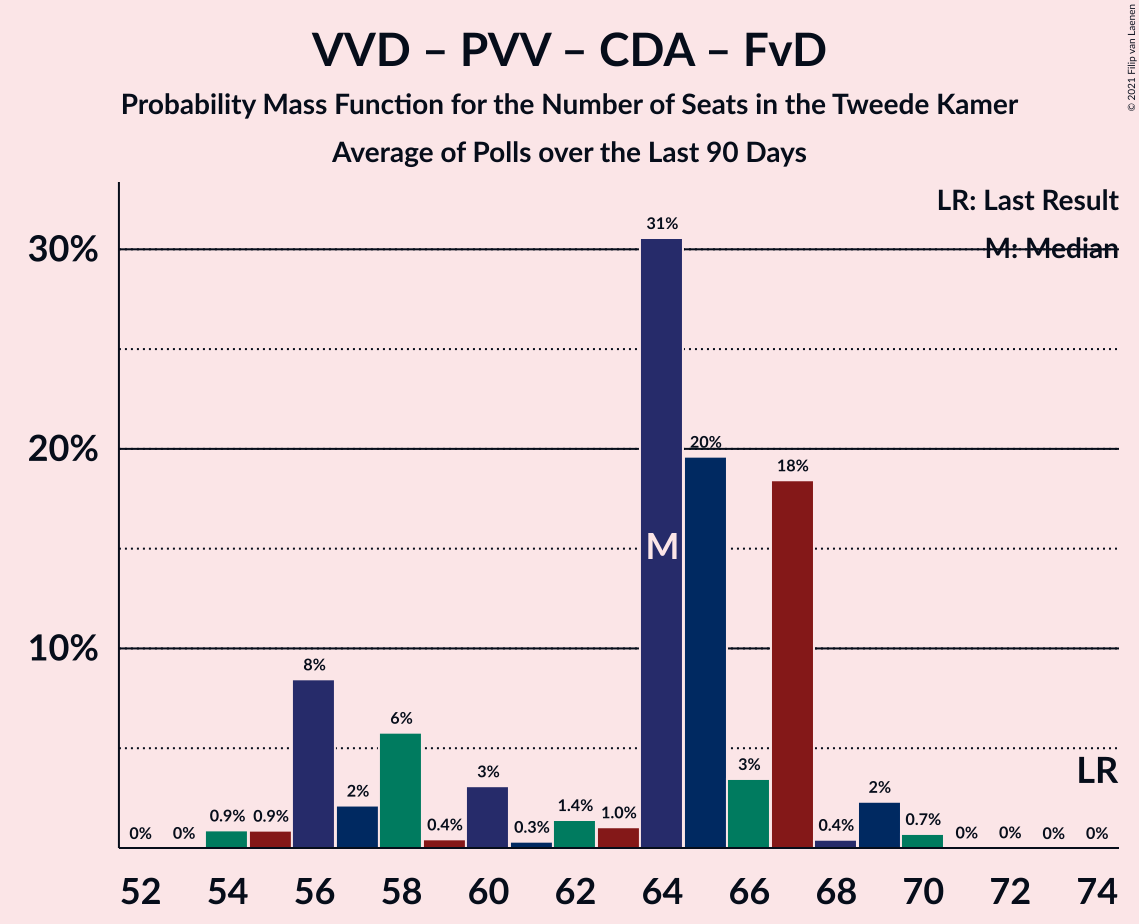 VVD – PVV – CDA – FvD
Probability Mass Function for the Number of Seats in the Tweede Kamer
Average of Polls over the Last 90 Days
© 2021 Filip van Laenen
LR: Last Result
M: Median
30%
20%
10%
0%
0%
0.9%
0.9%
8%
2%
6%
0.4%
3%
0.3%
1.4%
1.0%
31%
20%
3%
18%
0.4%
2%
0.7%
0%
0%
0%
0%
M
LR
52 54 56 58 60 62 64 66 68 70 72 74